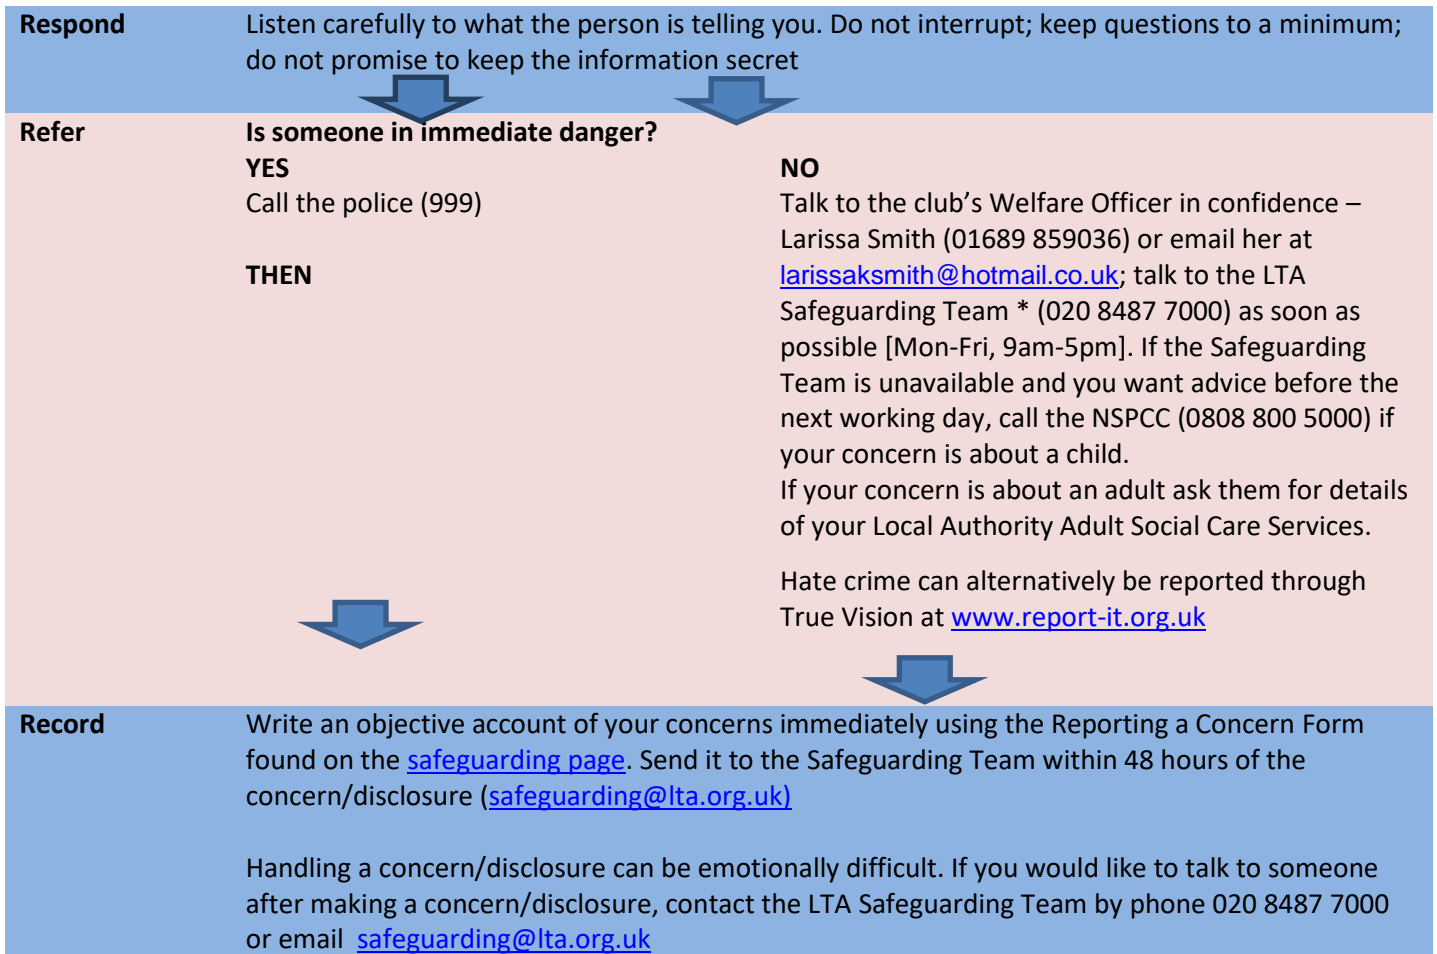 Respond
Listen carefully to what the person is telling you. Do not interrupt; keep questions to a minimum;
do not promise to keep the information secret
Refer
Is someone in immediate danger?
YES
Call the police (999)
THEN
NO
Talk to the club’s Welfare Officer in confidence –
Larissa Smith (01689 859036) or email her at
larissaksmith@hotmail.co.uk; talk to the LTA
Safeguarding Team * (020 8487 7000) as soon as
possible [Mon-Fri, 9am-5pm]. If the Safeguarding
Team is unavailable and you want advice before the
next working day, call the NSPCC (0808 800 5000) if
your concern is about a child.
If your concern is about an adult ask them for details
of your Local Authority Adult Social Care Services.
Hate crime can alternatively be reported through
True Vision at www.report-it.org.uk
Record
Write an objective account of your concerns immediately using the Reporting a Concern Form
found on the safeguarding page. Send it to the Safeguarding Team within 48 hours of the
concern/disclosure (safeguarding@lta.org.uk)
Handling a concern/disclosure can be emotionally difficult. If you would like to talk to someone
after making a concern/disclosure, contact the LTA Safeguarding Team by phone 020 8487 7000
or email safeguarding@lta.org.uk